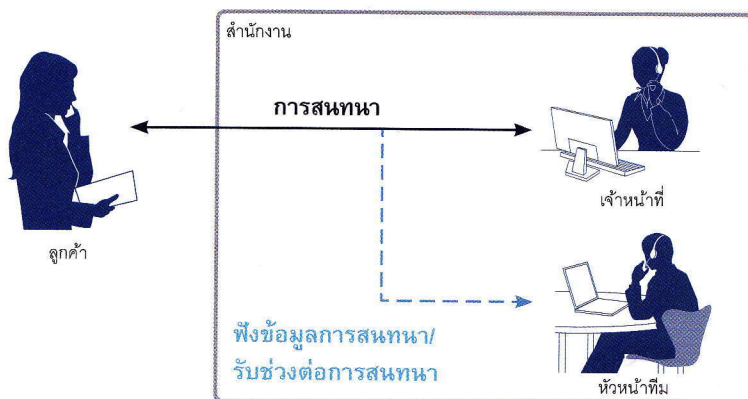 สำนักงาน
การสนทนา
เจ้าหน้าที่
ลูกค้า
ฟังข้อมูลการสนทนา/
รับช่วงต่อการสนทนา
หัวหน้าทีม